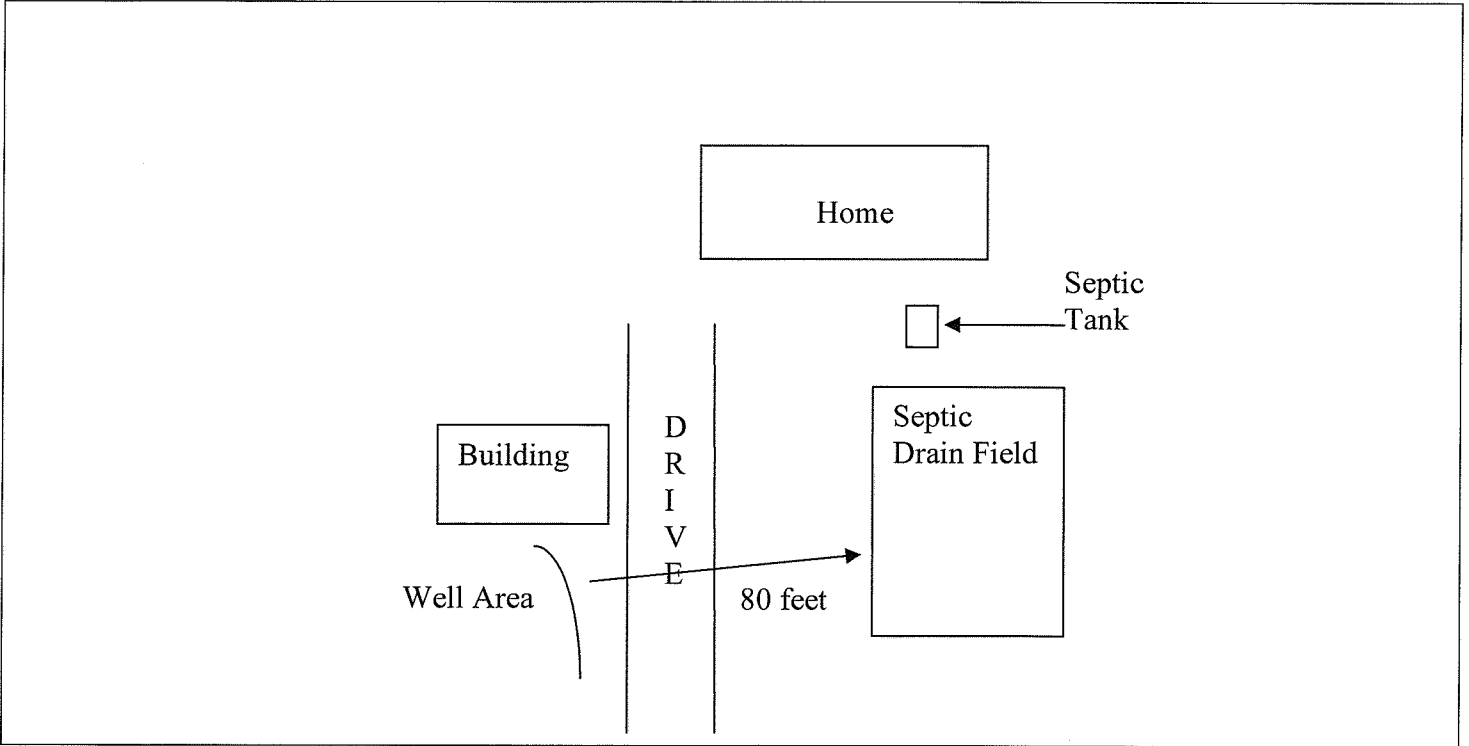 Home
Septic
Tank
Septic
Drain Field
Building
D
R
I
V
E
Well Area
80 feet